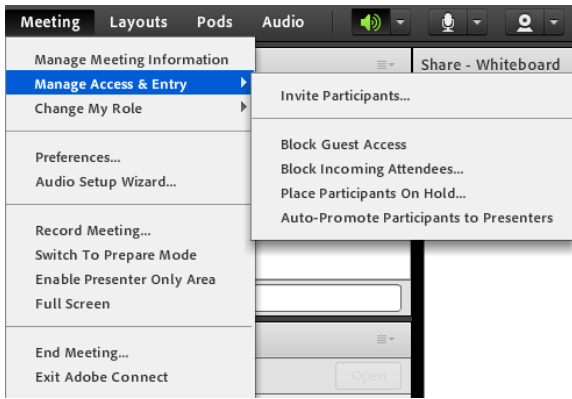 Meeting Layouts Pods Audio
Manage Meeting Information
Share - Whiteboard
Manage Access & Entry
Change My Role
Invite Participants...
Block Guest Access
Block Incoming Attendees...
Place Participants On Hold...
Auto-Promote Participants to Presenters
Preferences...
Audio Setup Wizard...
Record Meeting...
Switch To Prepare Mode
Enable Presenter Only Area
Full Screen
End Meeting...
Exit Adobe Connect
Open